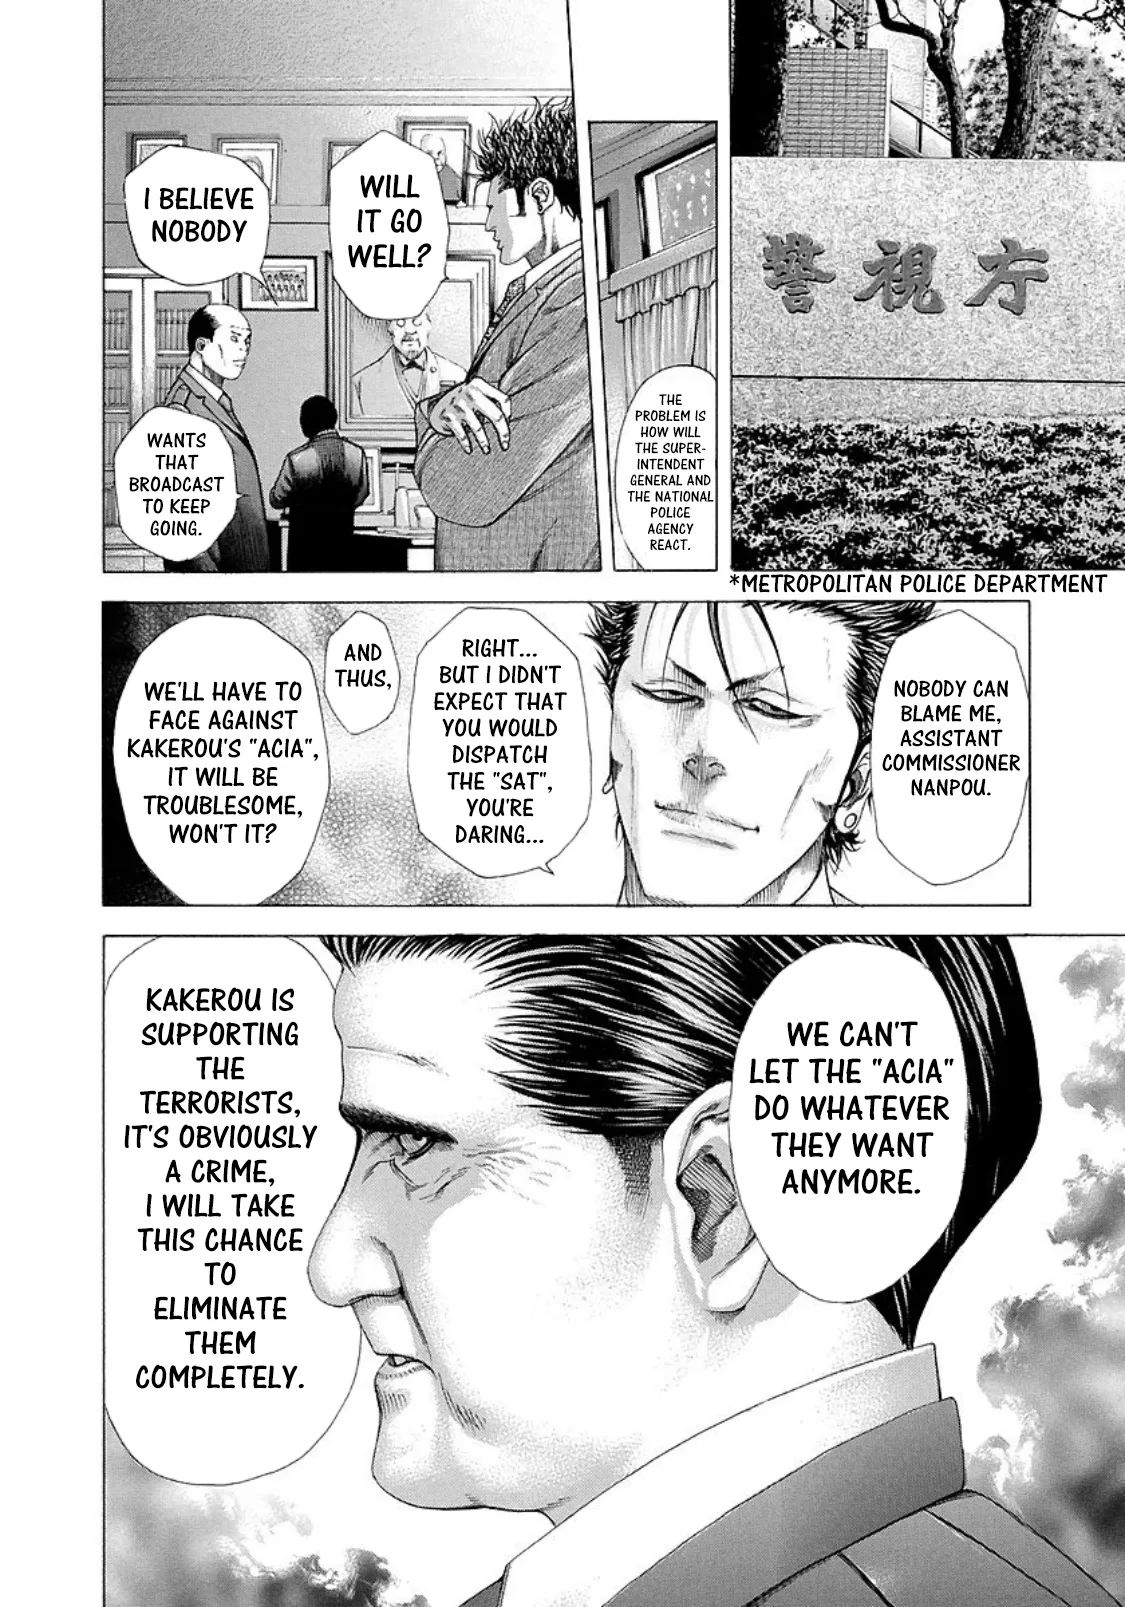 警視庁
*METROPOLITAN POLICE DEPARTMENT
THE
PROBLEM IS
HOW WILL
THE SUPER-
INTENDENT
GENERAL AND
THE NATIONAL
POLICE
AGENCY
REACT.
WILL
IT GO
WELL?
I BELIEVE
NOBODY
WANTS
THAT
BROADCAST
TO KEEP
GOING.
NOBODY CAN
BLAME ME,
ASSISTANT
COMMISSIONER
NANPOU.
RIGHT...
BUT I DIDN'T
EXPECT THAT
YOU WOULD
DISPATCH
THE "SAT",
YOU'RE
DARING...
AND
THUS,
WE'LL HAVE TO
FACE AGAINST
KAKEROU'S "ACIA",
IT WILL BE
TROUBLESOME,
WON'T IT?
WE CAN'T
LET THE "ACIA"
DO WHATEVER
THEY WANT
ANYMORE.
KAKEROU IS
SUPPORTING
THE
TERRORISTS,
IT'S OBVIOUSLY
A CRIME,
I WILL TAKE
THIS CHANCE
TO
ELIMINATE
THEM
COMPLETELY.